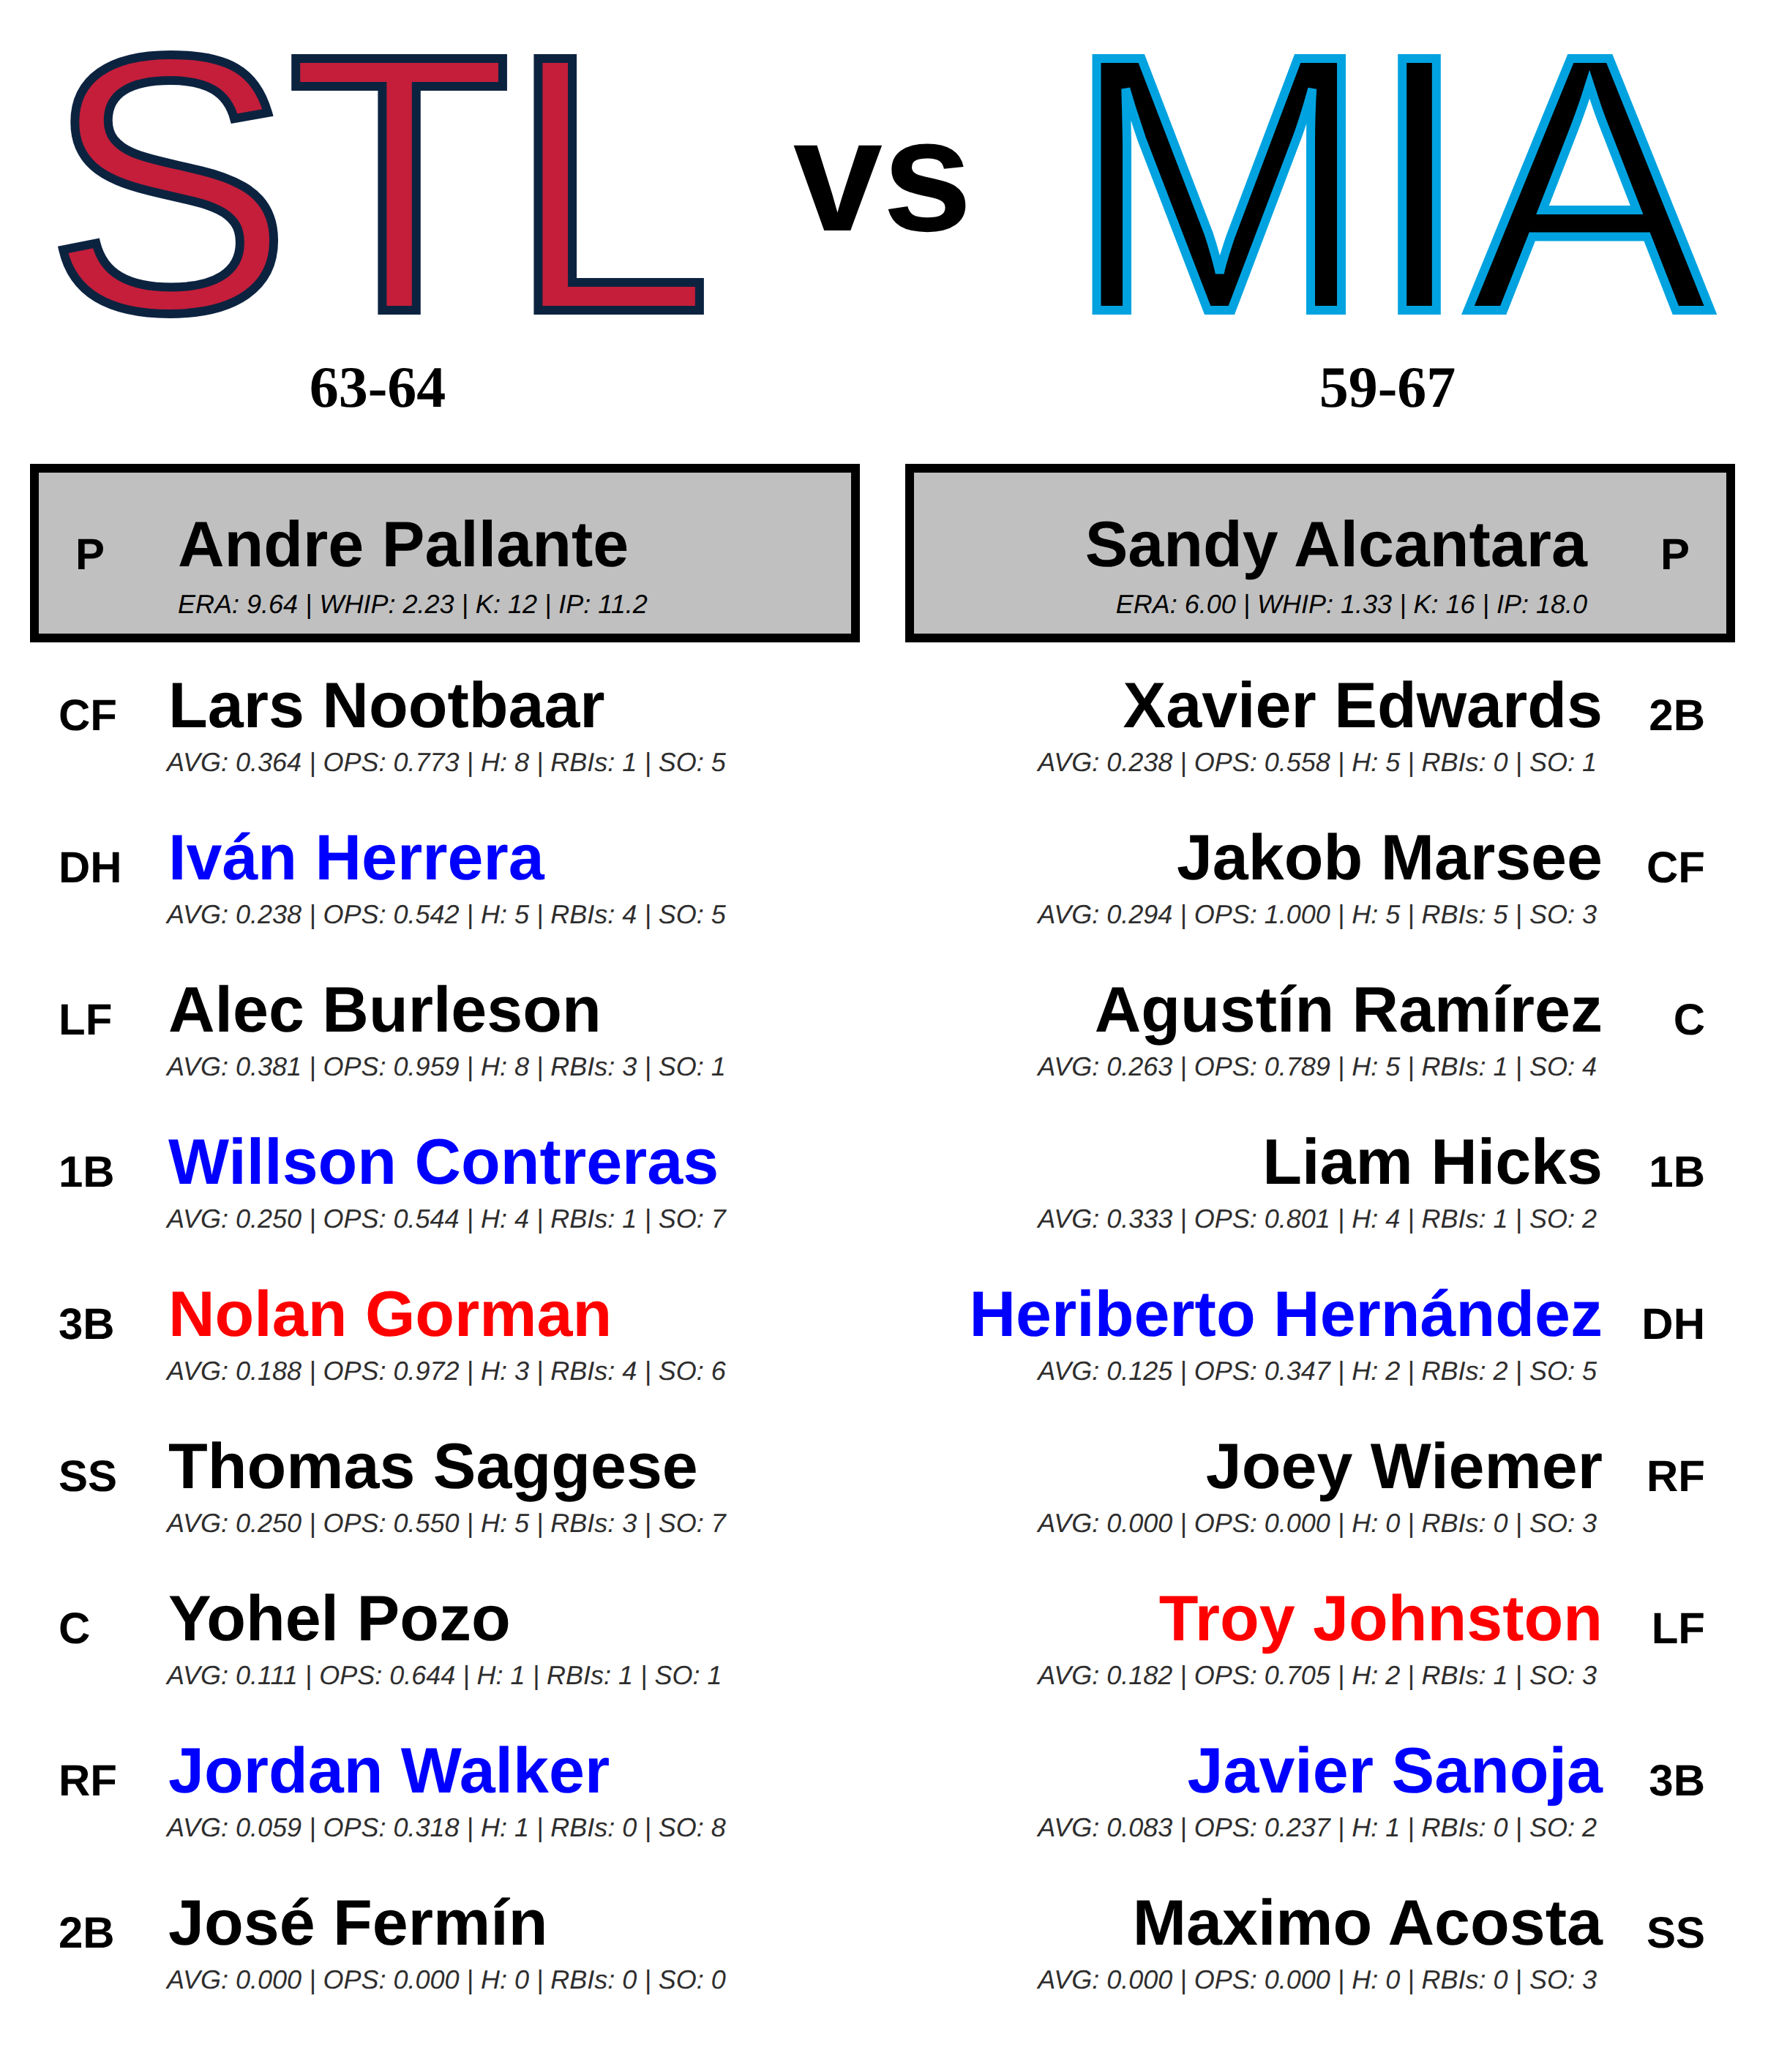 STL vs MIA
63-64 59-67
P Andre Pallante
ERA: 9.64 | WHIP: 2.23 | K: 12 | IP: 11.2
Sandy Alcantara P
ERA: 6.00 | WHIP: 1.33 | K: 16 | IP: 18.0
CF Lars Nootbaar
AVG: 0.364 | OPS: 0.773 | H: 8 | RBIs: 1 | SO: 5
DH Iván Herrera
AVG: 0.238 | OPS: 0.542 | H: 5 | RBIs: 4 | SO: 5
LF Alec Burleson
AVG: 0.381 | OPS: 0.959 | H: 8 | RBIs: 3 | SO: 1
1B Willson Contreras
AVG: 0.250 | OPS: 0.544 | H: 4 | RBIs: 1 | SO: 7
3B Nolan Gorman
AVG: 0.188 | OPS: 0.972 | H: 3 | RBIs: 4 | SO: 6
SS Thomas Saggese
AVG: 0.250 | OPS: 0.550 | H: 5 | RBIs: 3 | SO: 7
C Yohel Pozo
AVG: 0.111 | OPS: 0.644 | H: 1 | RBIs: 1 | SO: 1
RF Jordan Walker
AVG: 0.059 | OPS: 0.318 | H: 1 | RBIs: 0 | SO: 8
2B José Fermín
AVG: 0.000 | OPS: 0.000 | H: 0 | RBIs: 0 | SO: 0
Xavier Edwards 2B
AVG: 0.238 | OPS: 0.558 | H: 5 | RBIs: 0 | SO: 1
Jakob Marsee CF
AVG: 0.294 | OPS: 1.000 | H: 5 | RBIs: 5 | SO: 3
Agustín Ramírez C
AVG: 0.263 | OPS: 0.789 | H: 5 | RBIs: 1 | SO: 4
Liam Hicks 1B
AVG: 0.333 | OPS: 0.801 | H: 4 | RBIs: 1 | SO: 2
Heriberto Hernández DH
AVG: 0.125 | OPS: 0.347 | H: 2 | RBIs: 2 | SO: 5
Joey Wiemer RF
AVG: 0.000 | OPS: 0.000 | H: 0 | RBIs: 0 | SO: 3
Troy Johnston LF
AVG: 0.182 | OPS: 0.705 | H: 2 | RBIs: 1 | SO: 3
Javier Sanoja 3B
AVG: 0.083 | OPS: 0.237 | H: 1 | RBIs: 0 | SO: 2
Maximo Acosta SS
AVG: 0.000 | OPS: 0.000 | H: 0 | RBIs: 0 | SO: 3